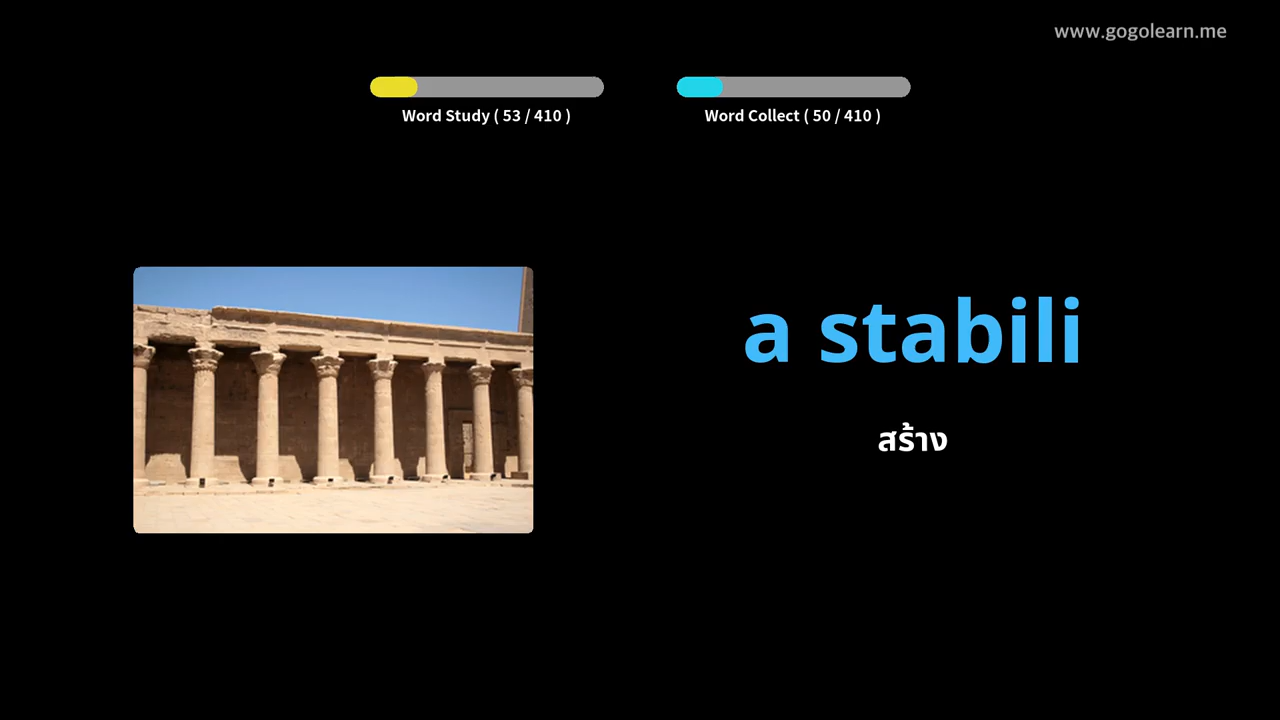 www.gogolearn.me
Word Study ( 53 / 410 )
Word Collect ( 50 / 410 )
a stabili
สร้าง